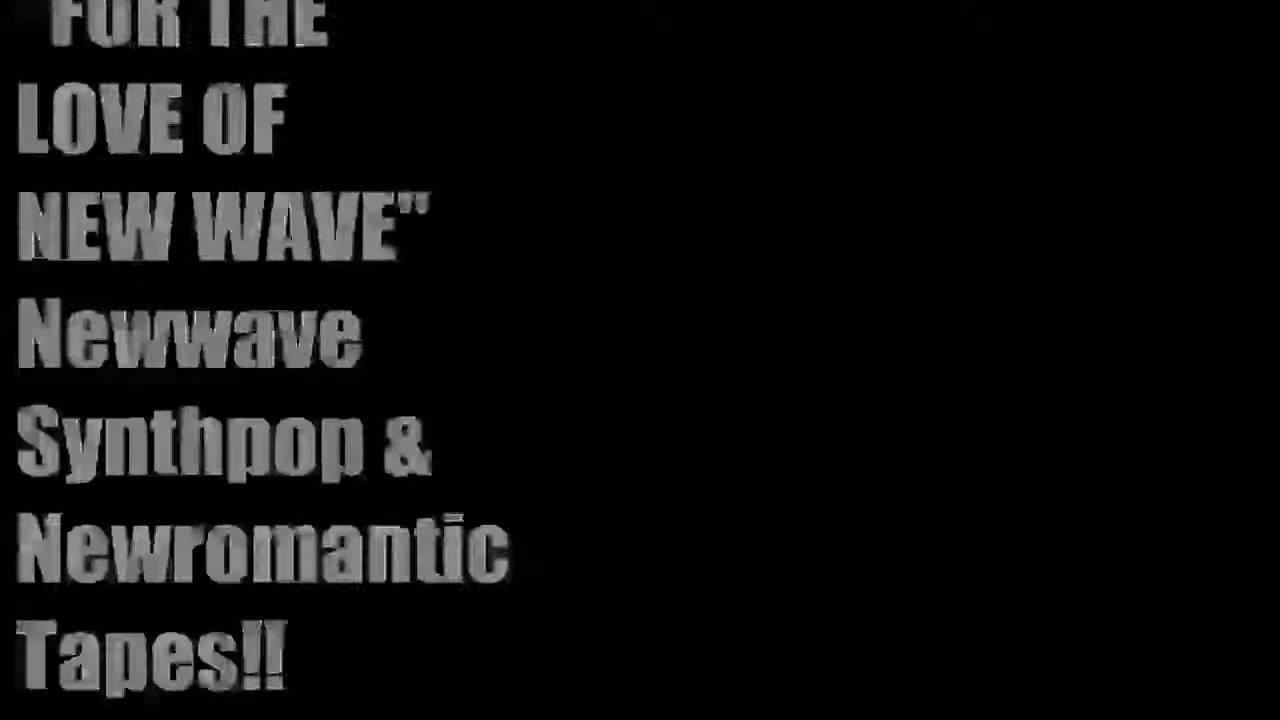 "FOR THE
LOVE OF
NEW WAVE"
Newwave
Synthpop &
Newromantic
Tapes!!